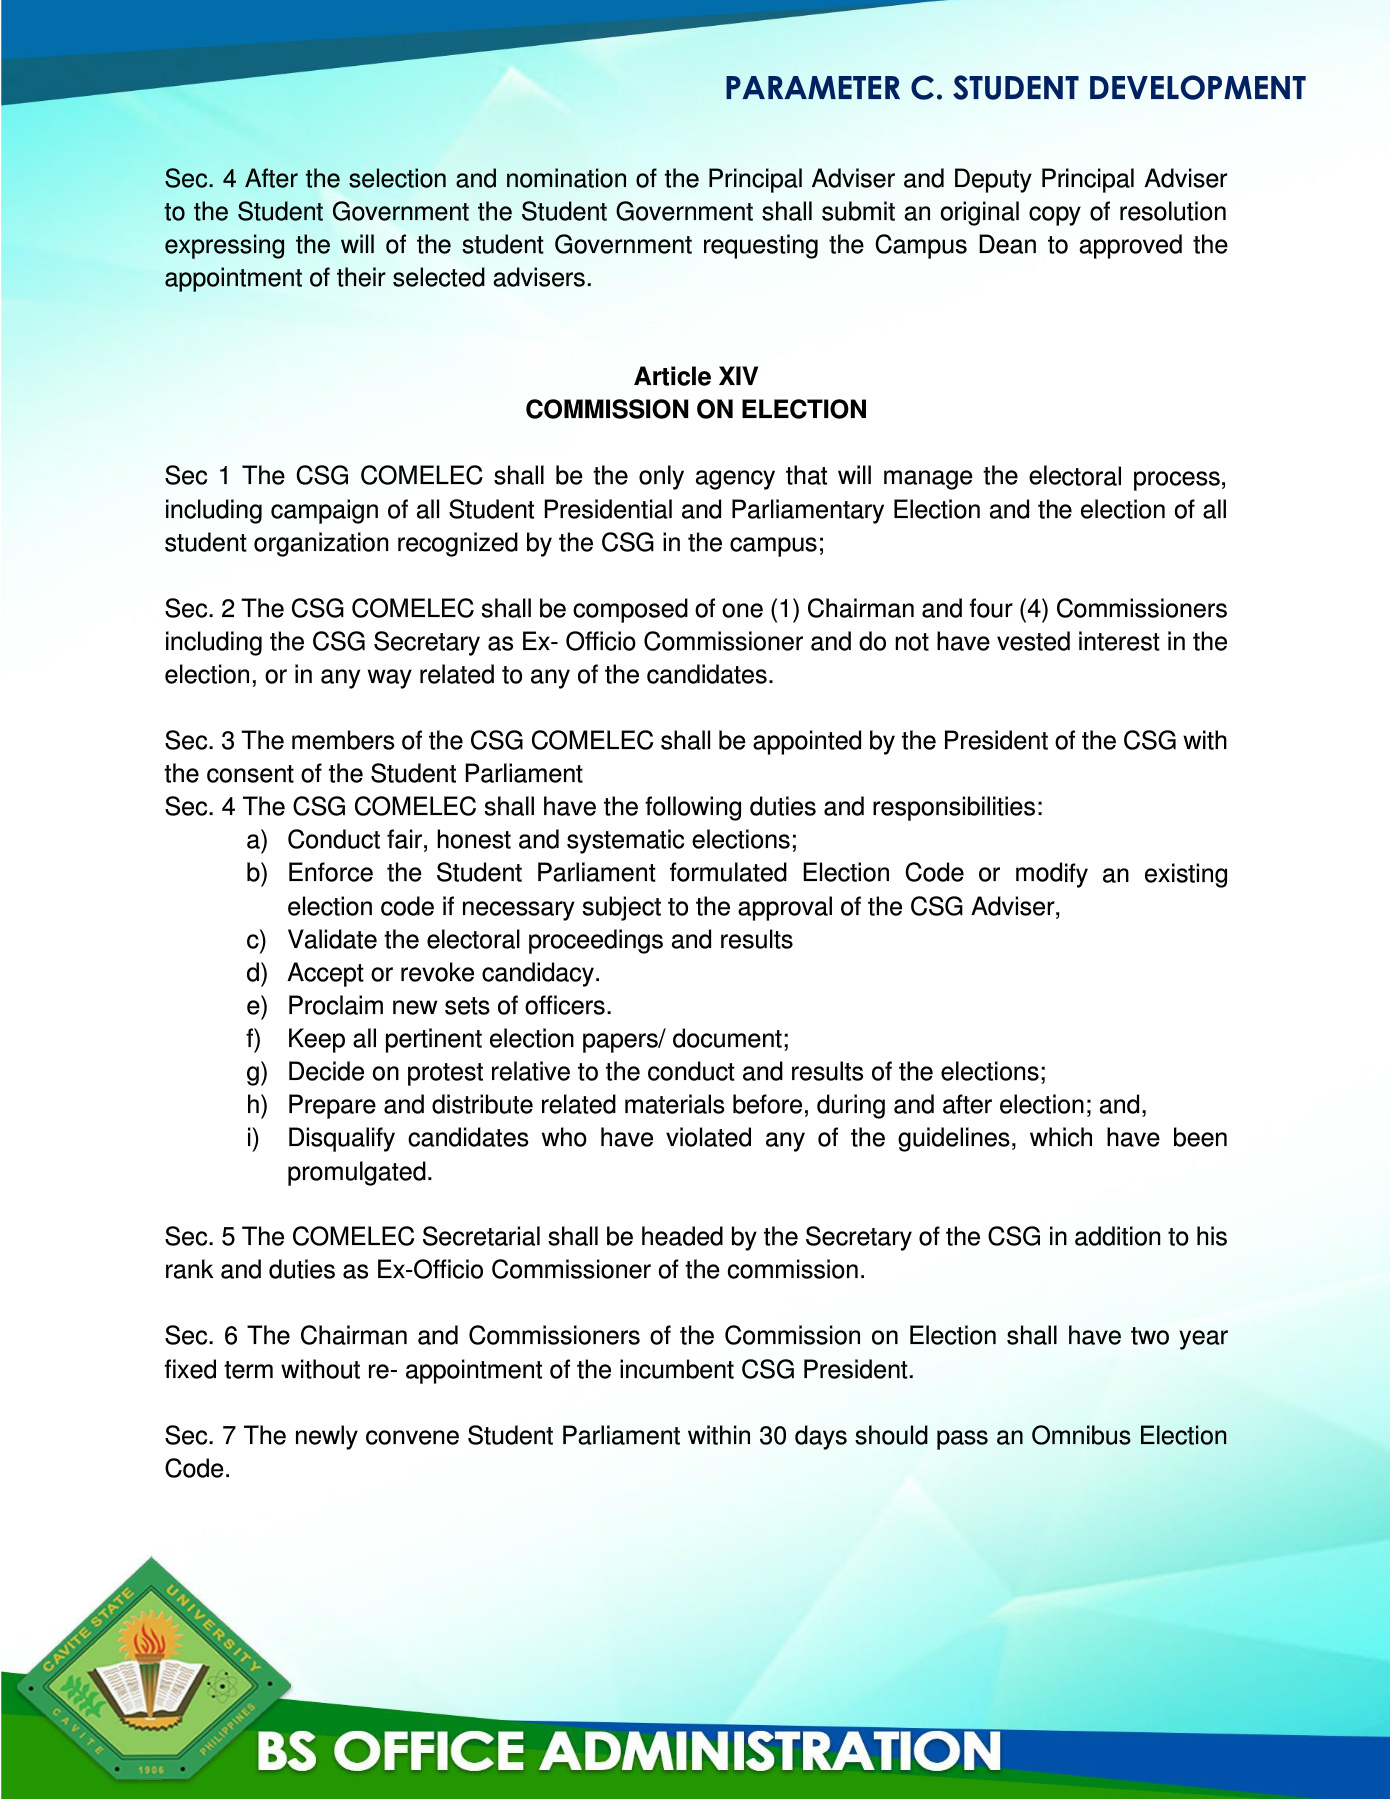 PARAMETER C. STUDENT DEVELOPMENT
Sec. 4 After the selection and nomination of the Principal Adviser and Deputy Principal Adviser
to the Student Government the Student Government shall submit an original copy of resolution
expressing the will of the student Government requesting the Campus Dean to approved the
appointment of their selected advisers.
Article XIV
COMMISSION ON ELECTION
Sec 1 The CSG COMELEC shall be the only agency that will manage the electoral process,
including campaign of all Student Presidential and Parliamentary Election and the election of all
student organization recognized by the CSG in the campus;
Sec. 2 The CSG COMELEC shall be composed of one (1) Chairman and four (4) Commissioners
including the CSG Secretary as Ex- Officio Commissioner and do not have vested interest in the
election, or in any way related to any of the candidates.
Sec. 3 The members of the CSG COMELEC shall be appointed by the President of the CSG with
the consent of the Student Parliament
Sec. 4 The CSG COMELEC shall have the following duties and responsibilities:
a) Conduct fair, honest and systematic elections;
b) Enforce the Student Parliament formulated Election Code or modify an existing
election code if necessary subject to the approval of the CSG Adviser,
c) Validate the electoral proceedings and results
d) Accept or revoke candidacy.
e) Proclaim new sets of officers.
f) Keep all pertinent election papers/ document;
g) Decide on protest relative to the conduct and results of the elections;
h) Prepare and distribute related materials before, during and after election; and,
i) Disqualify candidates who have violated any of the guidelines, which have been
promulgated.
Sec. 5 The COMELEC Secretarial shall be headed by the Secretary of the CSG in addition to his
rank and duties as Ex-Officio Commissioner of the commission.
Sec. 6 The Chairman and Commissioners of the Commission on Election shall have two year
fixed term without re- appointment of the incumbent CSG President.
Sec. 7 The newly convene Student Parliament within 30 days should pass an Omnibus Election
Code.
CAVITE STATE UNIVERSITY
CAVITE PHILIPPINES
1906
BS OFFICE ADMINISTRATION